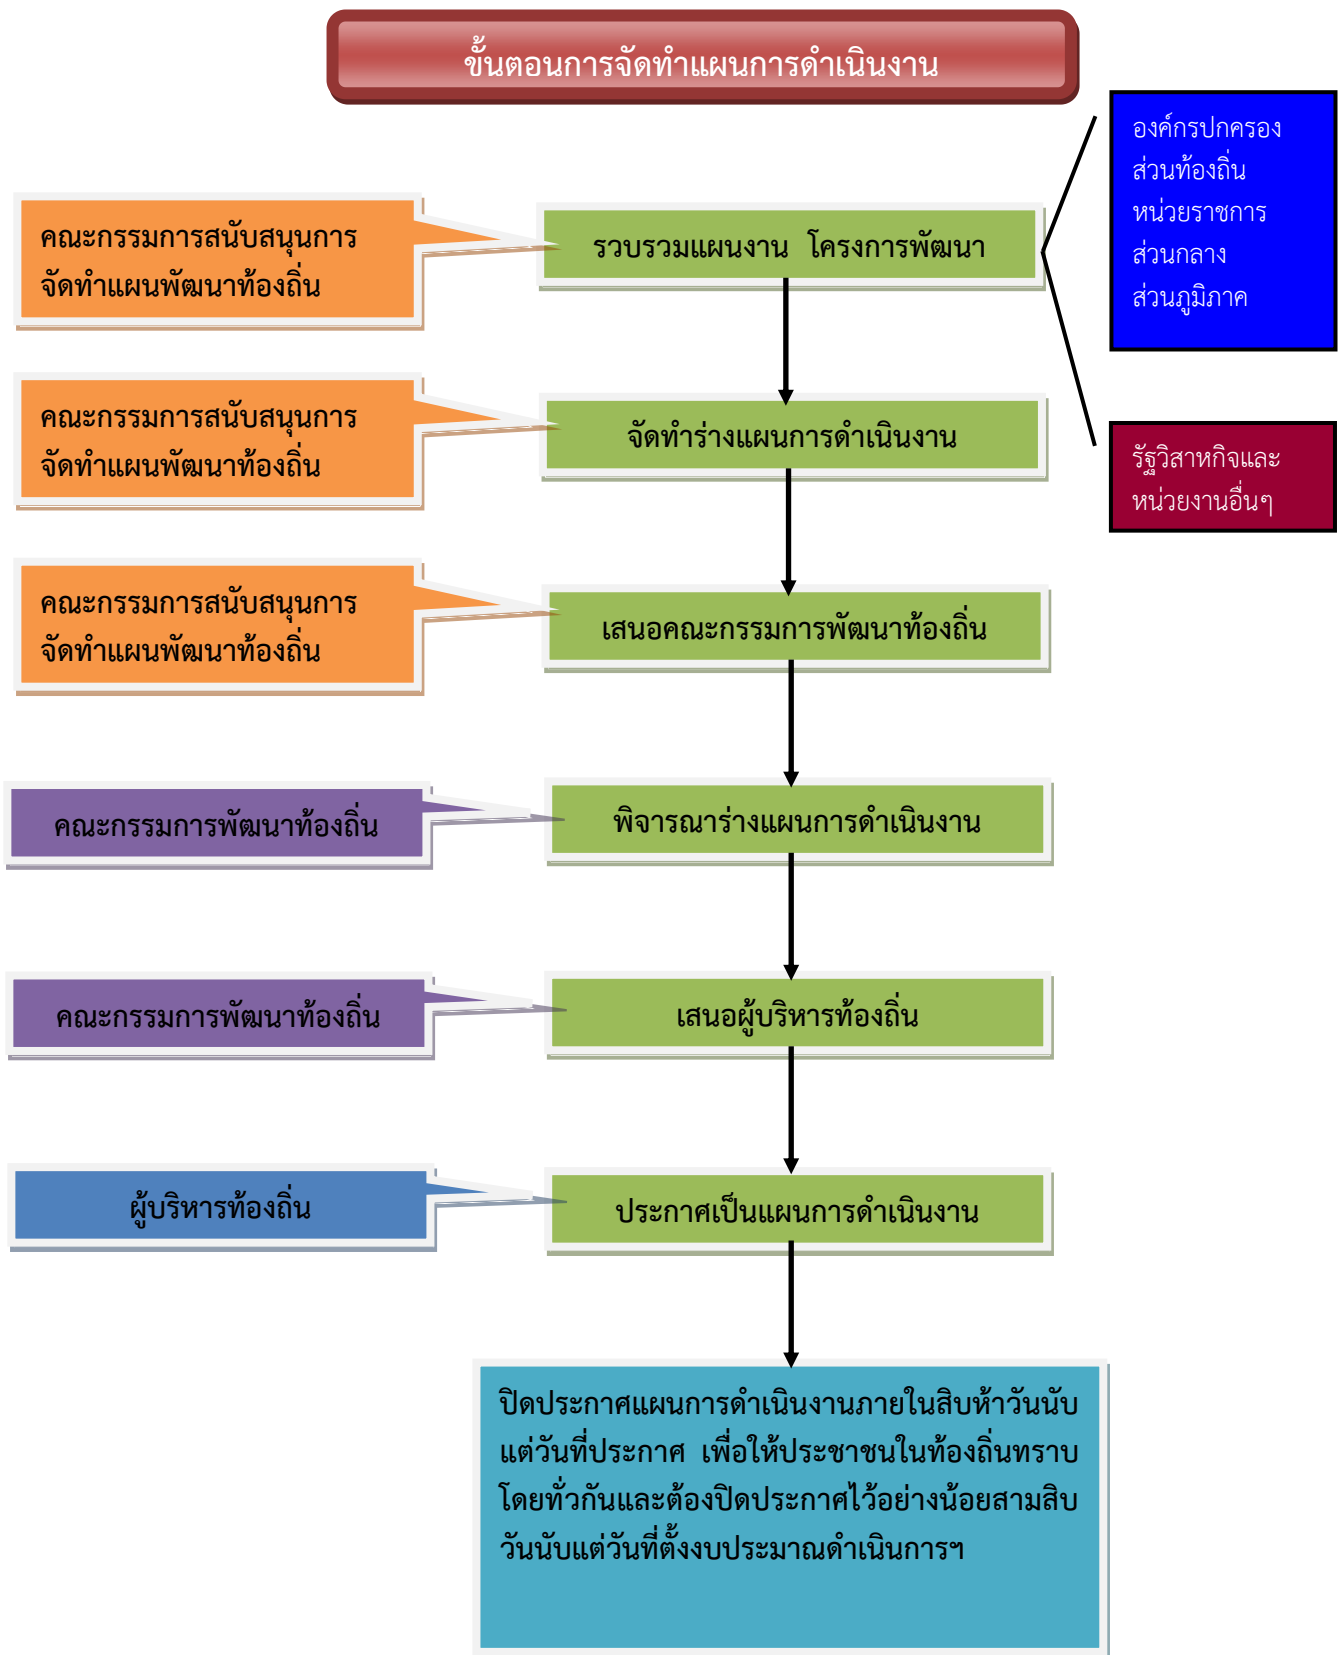 ขั้นตอนการจัดทำแผนการดำเนินงาน
องค์กรปกครอง
ส่วนท้องถิ่น
หน่วยราชการ
ส่วนกลาง
ส่วนภูมิภาค
คณะกรรมการสนับสนุนการ
จัดทำแผนพัฒนาท้องถิ่น
รวบรวมแผนงาน โครงการพัฒนา
คณะกรรมการสนับสนุนการ
จัดทำแผนพัฒนาท้องถิ่น
จัดทำร่างแผนการดำเนินงาน
รัฐวิสาหกิจและ
หน่วยงานอื่นๆ
คณะกรรมการสนับสนุนการ
จัดทำแผนพัฒนาท้องถิ่น
เสนอคณะกรรมการพัฒนาท้องถิ่น
คณะกรรมการพัฒนาท้องถิ่น
พิจารณาร่างแผนการดำเนินงาน
คณะกรรมการพัฒนาท้องถิ่น
เสนอผู้บริหารท้องถิ่น
ผู้บริหารท้องถิ่น
ประกาศเป็นแผนการดำเนินงาน
ปิดประกาศแผนการดำเนินงานภายในสิบห้าวันนับ
แต่วันที่ประกาศ เพื่อให้ประชาชนในท้องถิ่นทราบ
โดยทั่วกันและต้องปิดประกาศไว้อย่างน้อยสามสิบ
วันนับแต่วันที่ตั้งงบประมาณดำเนินการฯ